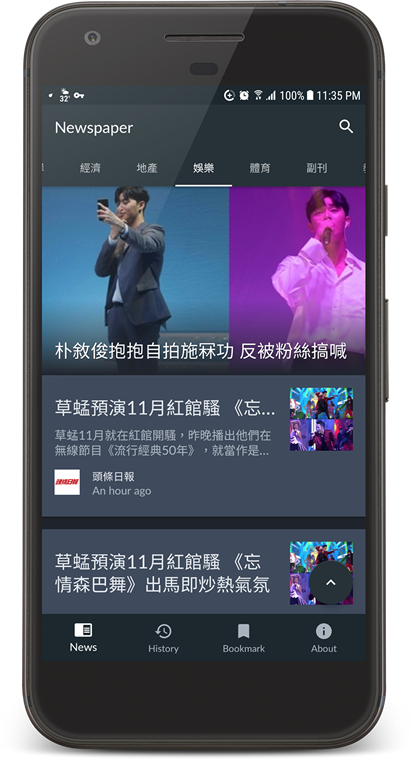 32°
100%
11:35 PM
Newspaper
經濟
地產
娛樂
體育
副刊
朴敘俊抱抱自拍施冧功 反被粉絲搞喊
草蜢預演11月紅館騷 《忘...
草蜢11月就在紅館開騷，昨晚播出他們在
無線節目《流行經典50年》，就當作是...
頭條日報
頭條日報
An hour ago
草蜢預演11月紅館騷 《忘
情森巴舞》出馬即炒熱氣氛
News
History
Bookmark
About